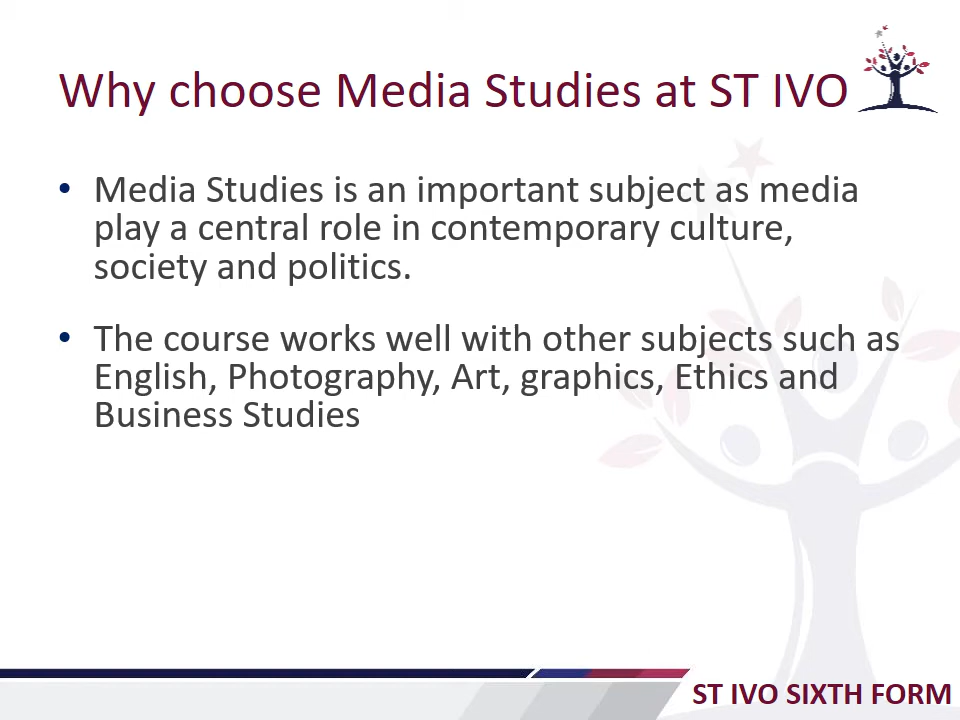 Why choose Media Studies at ST IVO
• Media Studies is an important subject as media
play a central role in contemporary culture,
society and politics.
• The course works well with other subjects such as
English, Photography, Art, graphics, Ethics and
Business Studies
ST IVO SIXTH FORM